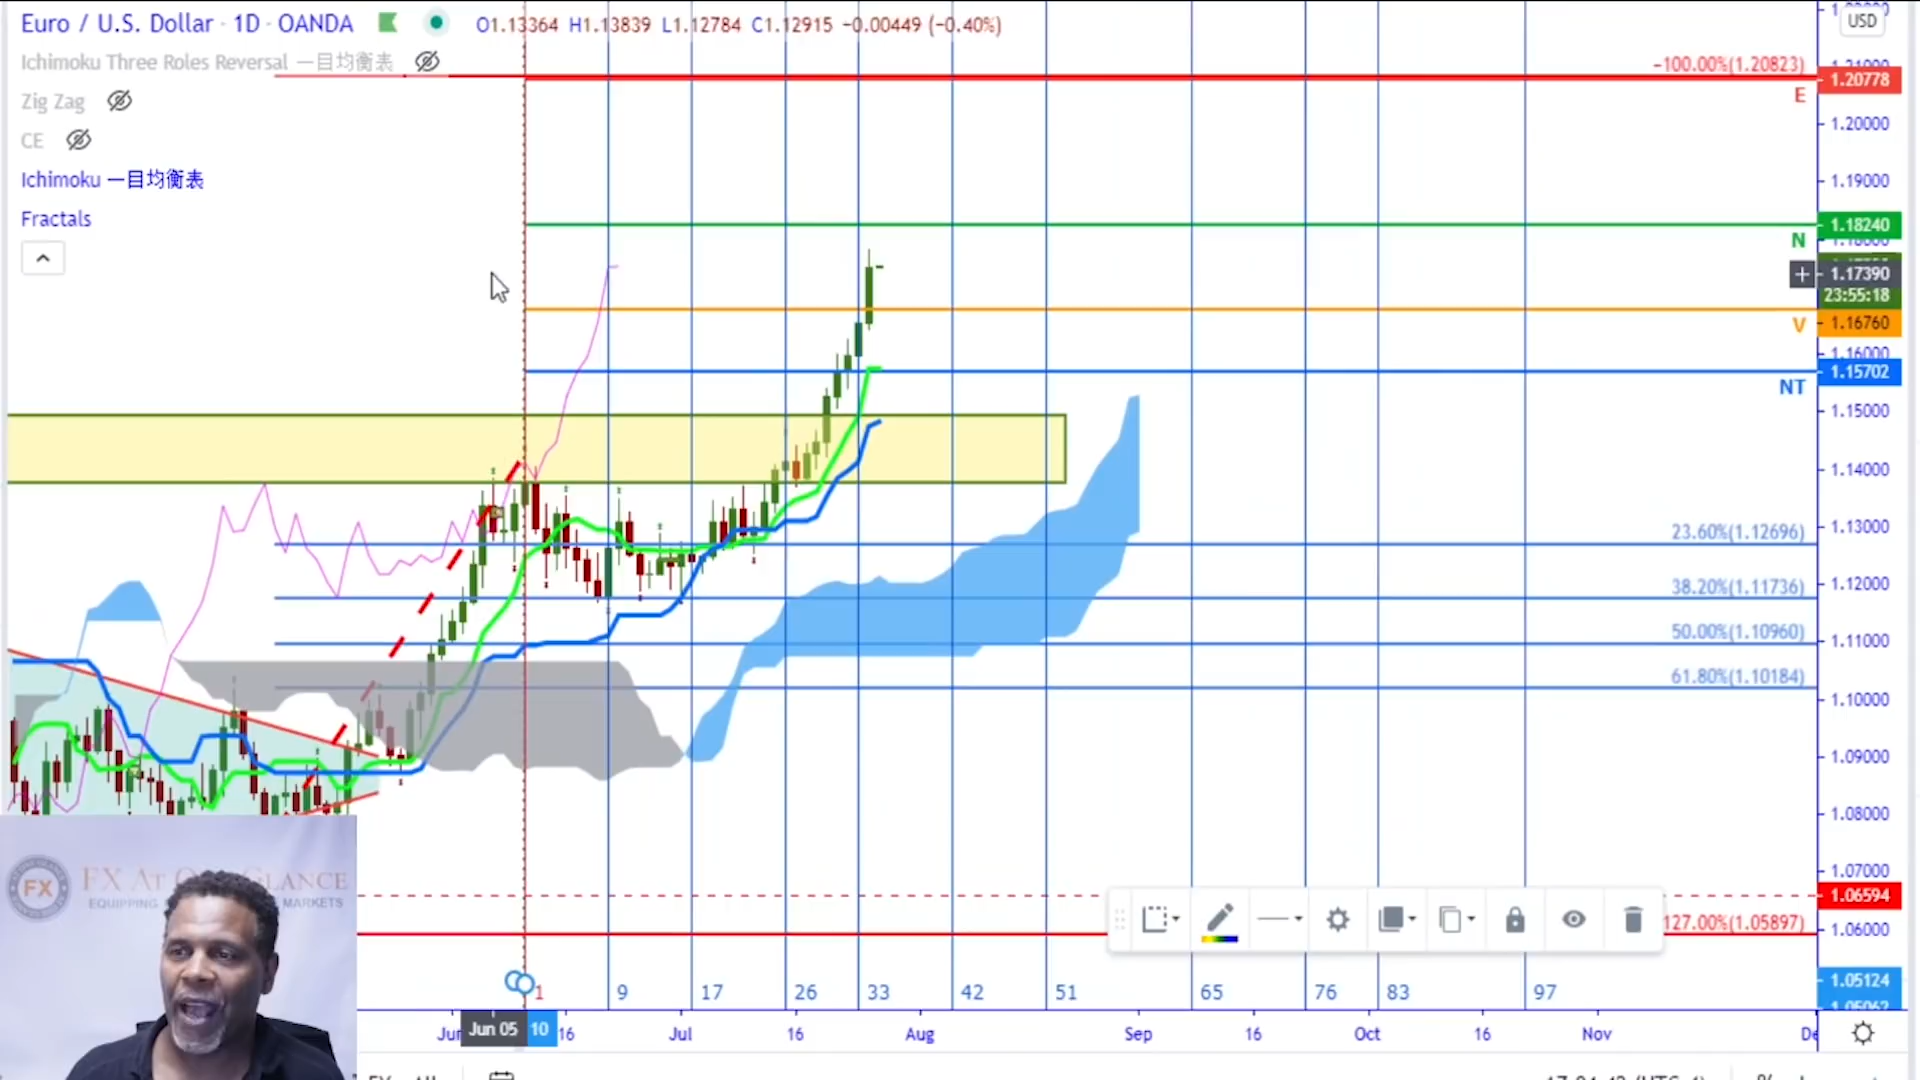 Euro / U.S. Dollar · 1D · OANDA O1.13364 H1.13839 L1.12784 C1.12915 −0.00449 (−0.40%)
USD
Ichimoku Three Roles Reversal 一目均衡表
Zig Zag
CE
Ichimoku 一目均衡表
Fractals
−100.00%(1.20823)
1.20778
E
1.20000
1.19000
1.18240
N
1.17390
23:55:18
1.16760
V
1.16000
1.15702
NT
1.15000
1.14000
1.13000
23.60%(1.12696)
38.20%(1.11736)
1.12000
50.00%(1.10960)
1.11000
61.80%(1.10184)
1.10000
1.09000
1.08000
1.07000
1.06594
127.00%(1.05897)
1.06000
1.05124
FX
EQUIPPING
MARKETS
1 9 17 26 33 42 51 65 76 83 97
Jun 05 10 16 Jul 16 Aug Sep 16 Oct 16 Nov